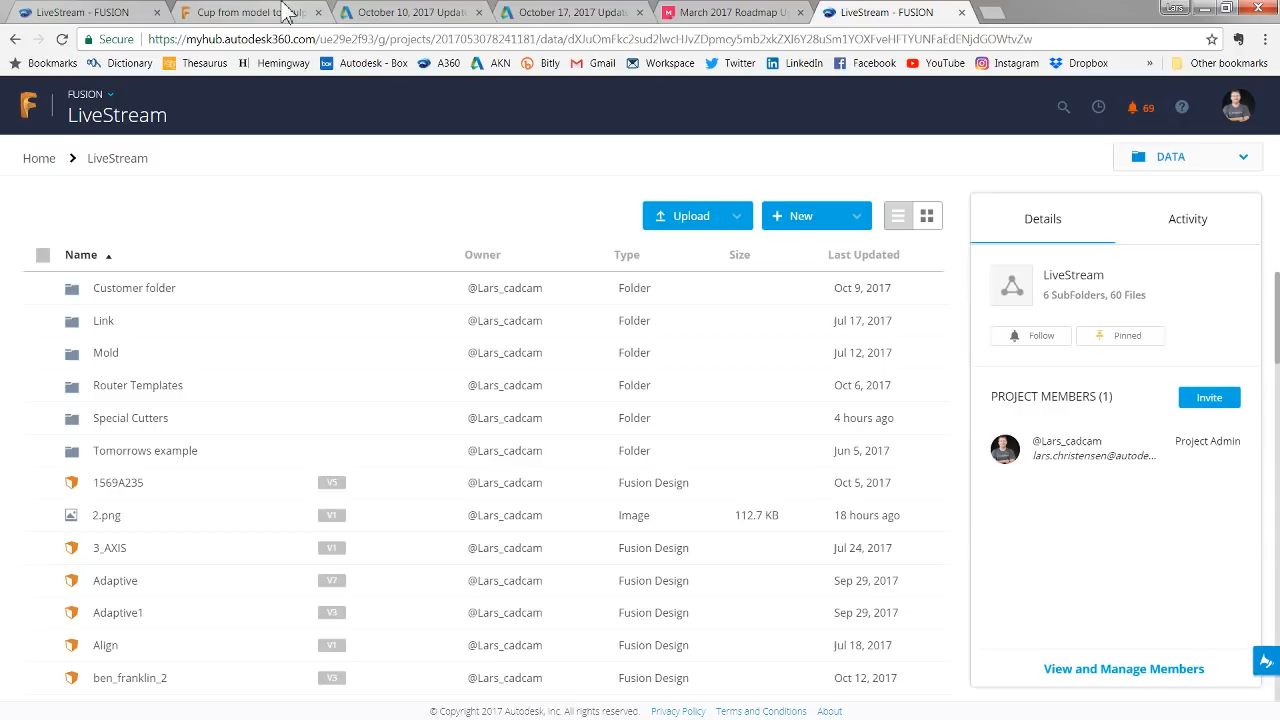 LiveStream - FUSION
Cup from model to
October 10, 2017 Updat
October 17, 2017 Updat
March 2017 Roadmap U
LiveStream - FUSION
Lars
Secure
https://myhub.autodesk360.com/ue29e2f93/g/projects/2017053078241181/data/dXJuOmFkc2sud2lwcHJvZDpmcy5mb2xkZXI6Y28uSm1YOXFveHFTYUNFaEdENjdGOWtvZw
Bookmarks
Dictionary
Thesaurus
Hemingway
Autodesk - Box
A360
AKN
Bitly
Gmail
Workspace
Twitter
LinkedIn
Facebook
YouTube
Instagram
Dropbox
»
Other bookmarks
FUSION
LiveStream
69
Home
LiveStream
DATA
Upload
+ New
Details
Activity
Name
Owner
Type
Size
Last Updated
Customer folder @Lars_cadcam Folder Oct 9, 2017
Link @Lars_cadcam Folder Jul 17, 2017
Mold @Lars_cadcam Folder Jul 12, 2017
Router Templates @Lars_cadcam Folder Oct 6, 2017
Special Cutters @Lars_cadcam Folder 4 hours ago
Tomorrows example @Lars_cadcam Folder Jun 5, 2017
1569A235 V5 @Lars_cadcam Fusion Design Oct 5, 2017
2.png V1 @Lars_cadcam Image 112.7 KB 18 hours ago
3_AXIS V1 @Lars_cadcam Fusion Design Jul 24, 2017
Adaptive V7 @Lars_cadcam Fusion Design Sep 29, 2017
Adaptive1 V3 @Lars_cadcam Fusion Design Sep 29, 2017
Align V1 @Lars_cadcam Fusion Design Jul 18, 2017
ben_franklin_2 V3 @Lars_cadcam Fusion Design Oct 12, 2017
LiveStream
6 SubFolders, 60 Files
Follow
Pinned
PROJECT MEMBERS (1)
Invite
@Lars_cadcam
Project Admin
lars.christensen@autode...
View and Manage Members
© Copyright 2017 Autodesk, Inc. All rights reserved. Privacy Policy Terms and Conditions About